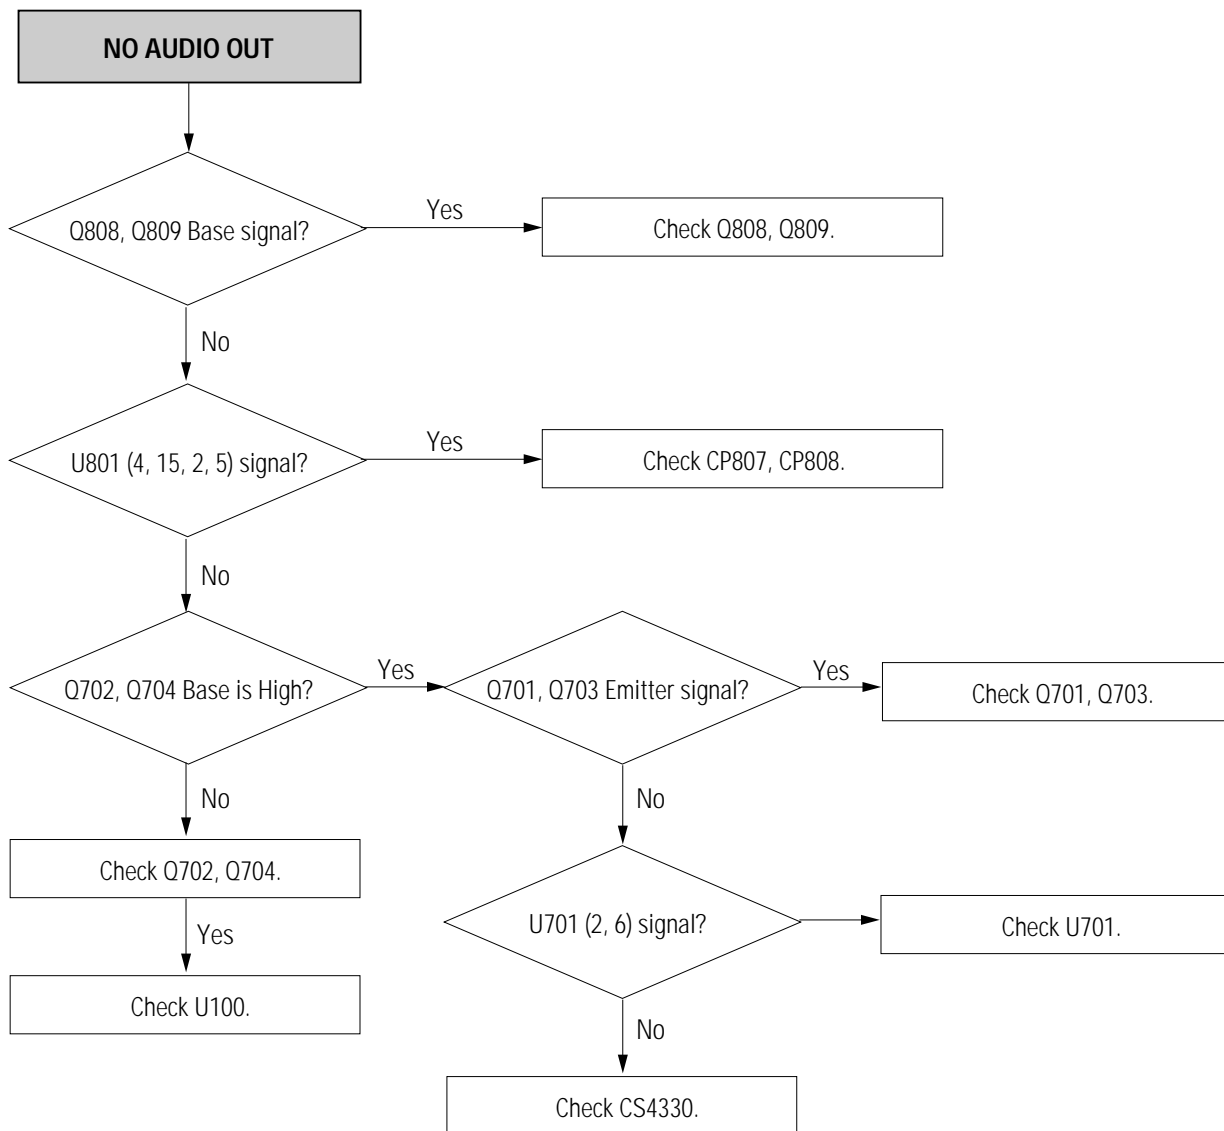 NO AUDIO OUT
Q808, Q809 Base signal?
Yes
Check Q808, Q809.
No
U801 (4, 15, 2, 5) signal?
Yes
Check CP807, CP808.
No
Q702, Q704 Base is High?
Yes
Q701, Q703 Emitter signal?
Yes
Check Q701, Q703.
No
No
Check Q702, Q704.
U701 (2, 6) signal?
Check U701.
Yes
Check U100.
No
Check CS4330.